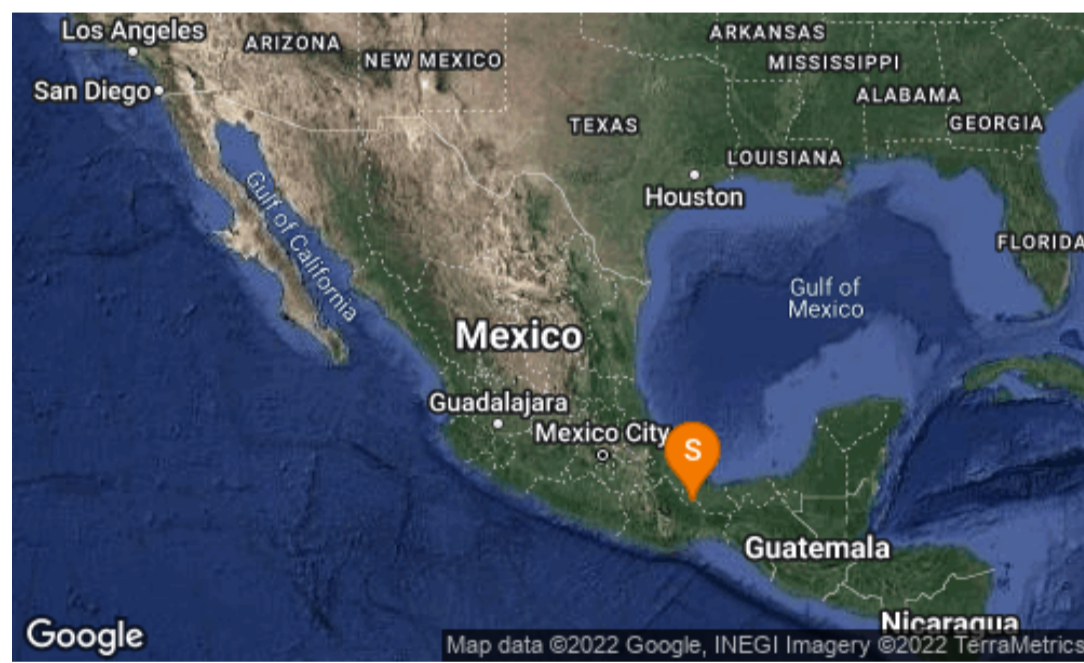 Los Angeles
ARIZONA
NEW MEXICO
ARKANSAS
MISSISSIPPI
San Diego
ALABAMA
TEXAS
GEORGIA
LOUISIANA
Houston
Gulf of California
FLORIDA
Gulf of
Mexico
Mexico
Guadalajara
Mexico City
S
Guatemala
Nicaragua
Google
Map data ©2022 Google, INEGI Imagery ©2022 TerraMetrics